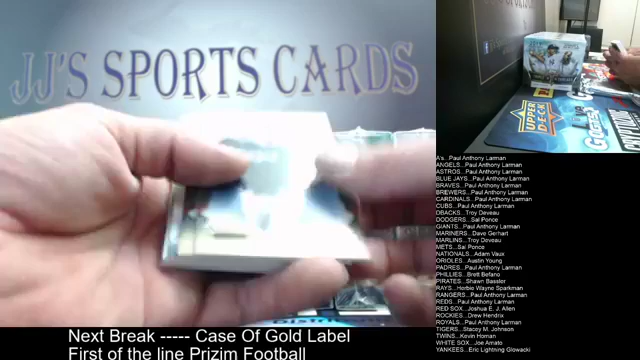 JJ'S SPORTS CARDS
UPPER DECK
A's...Paul Anthony Larman
ANGELS...Paul Anthony Larman
ASTROS...Paul Anthony Larman
BLUE JAYS...Paul Anthony Larman
BRAVES...Paul Anthony Larman
BREWERS...Paul Anthony Larman
CARDINALS...Paul Anthony Larman
CUBS...Paul Anthony Larman
DBACKS...Troy Deveau
DODGERS...Sal Ponce
GIANTS...Paul Anthony Larman
MARINERS...Dave Gerhart
MARLINS...Troy Deveau
METS...Sal Ponce
NATIONALS...Adam Vaux
ORIOLES...Austin Young
PADRES...Paul Anthony Larman
PHILLIES...Brett Befano
PIRATES...Shawn Bassler
RAYS...Herbie Wayne Sparkman
RANGERS...Paul Anthony Larman
REDS...Paul Anthony Larman
RED SOX...Joshua E. J. Allen
ROCKIES...Drew Hendrix
ROYALS...Paul Anthony Larman
TIGERS...Stacey M. Johnson
TWINS...Kevin Homan
WHITE SOX...Joe Amato
YANKEES...Eric Lightning Glowacki
Next Break ----- Case Of Gold Label
First of the line Prizim Football